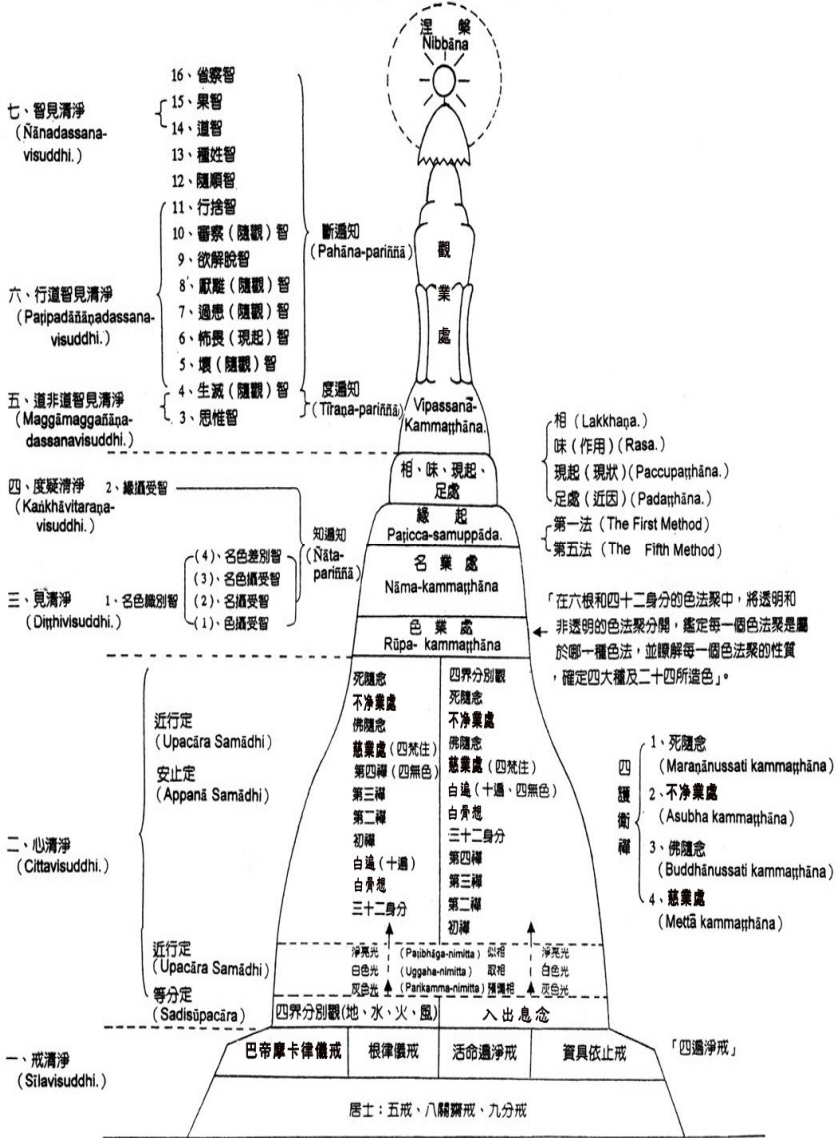 涅槃
Nibbāna
七、智見清淨
(Ñānadassana-
visuddhi.)
16、省察智
15、果智
14、道智
13、種姓智
12、隨順智
11、行捨智
10、審察(隨觀)智
9、欲解脫智
8、厭離(隨觀)智
7、過患(隨觀)智
6、怖畏(現起)智
5、壞(隨觀)智
4、生滅(隨觀)智
3、思惟智
斷遍知
(Pahāna-pariññā)
度遍知
(Tīraṇa-pariññā)
六、行道智見清淨
(Paṭipadāñāṇadassana-
visuddhi.)
五、道非道智見清淨
(Maggāmaggañāṇa-
dassanavisuddhi.)
觀
業
處
Vipassanā-
Kammaṭṭhāna.
相、味、現起、
足處
相 (Lakkhaṇa.)
味(作用)(Rasa.)
現起(現狀)(Paccupaṭṭhāna.)
足處(近因)(Padaṭṭhāna.)
四、度疑清淨
(Kaṅkhāvitaraṇa-
visuddhi.)
2、緣攝受智
緣 起
Paṭicca-samuppāda.
第一法 (The First Method)
第五法 (The Fifth Method)
知遍知
(Ñāta-
pariññā)
三、見清淨
(Diṭṭhivisuddhi.)
1、名色識別智
(4)、名色差別智
(3)、名色攝受智
(2)、名攝受智
(1)、色攝受智
名 業 處
Nāma-kammaṭṭhāna
色 業 處
Rūpa- kammaṭṭhāna
「在六根和四十二身分的色法聚中,將透明和
非透明的色法聚分開,鑑定每一個色法聚是屬
於哪一種色法,並瞭解每一個色法聚的性質
,確定四大種及二十四所造色」。
二、心清淨
(Cittavisuddhi.)
近行定
(Upacāra Samādhi)
安止定
(Appanā Samādhi)
近行定
(Upacāra Samādhi)
等分定
(Sadisūpacāra)
死隨念
不淨業處
佛隨念
慈業處(四梵住)
第四禪(四無色)
第三禪
第二禪
初禪
白遍(十遍)
白骨想
三十二身分
四界分別觀
死隨念
不淨業處
佛隨念
慈業處(四梵住)
白遍(十遍、四無色)
白骨想
三十二身分
第四禪
第三禪
第二禪
初禪
四
護
衛
禪
1、死隨念
(Maraṇānussati kammaṭṭhāna)
2、不淨業處
(Asubha kammaṭṭhāna)
3、佛隨念
(Buddhānussati kammaṭṭhāna)
4、慈業處
(Mettā kammaṭṭhāna)
淨亮光 (Paṭibhāga-nimitta) 似相 淨亮光
白色光 (Uggaha-nimitta) 取相 白色光
灰色光 (Parikamma-nimitta) 預備相 灰色光
四界分別觀(地、水、火、風) 入出息念
一、戒清淨
(Sīlavisuddhi.)
巴帝摩卡律儀戒 根律儀戒 活命遍淨戒 資具依止戒
「四遍淨戒」
居士:五戒、八關齋戒、九分戒